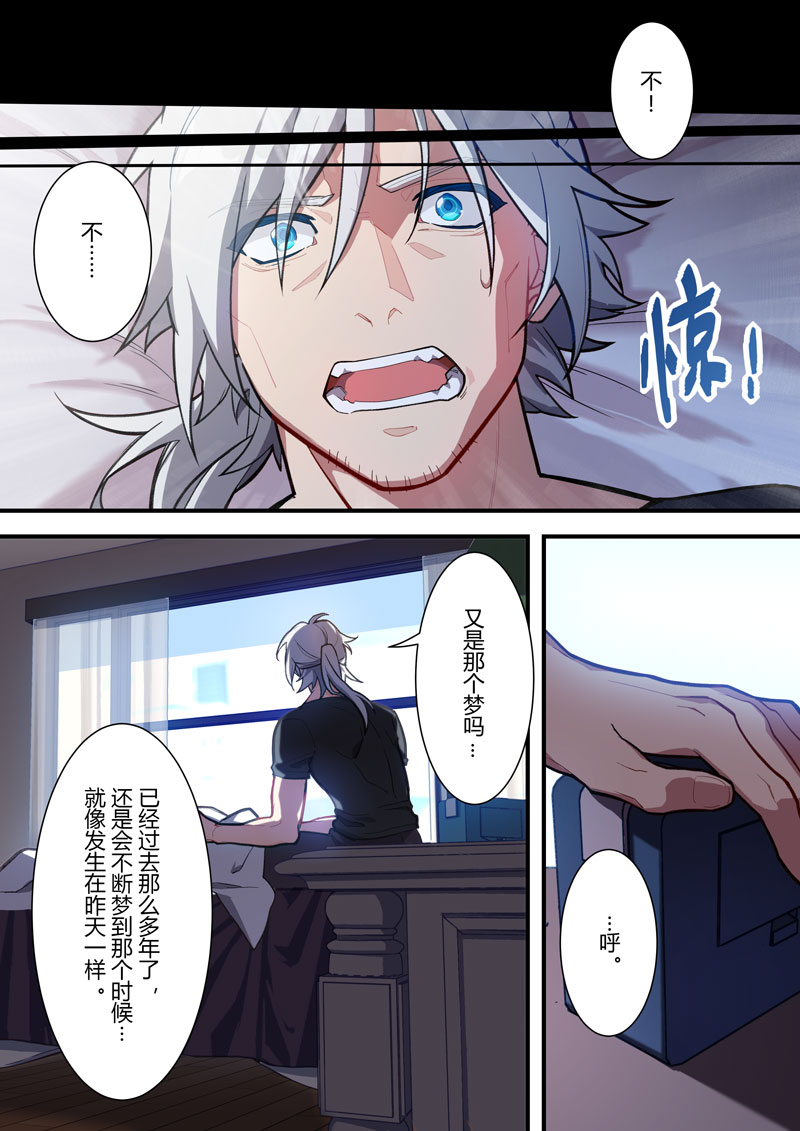 不！
不……
惊！
…呼。
又是那个梦吗…
已经过去那么多年了，
还是会不断梦到那个时候…
就像发生在昨天一样。